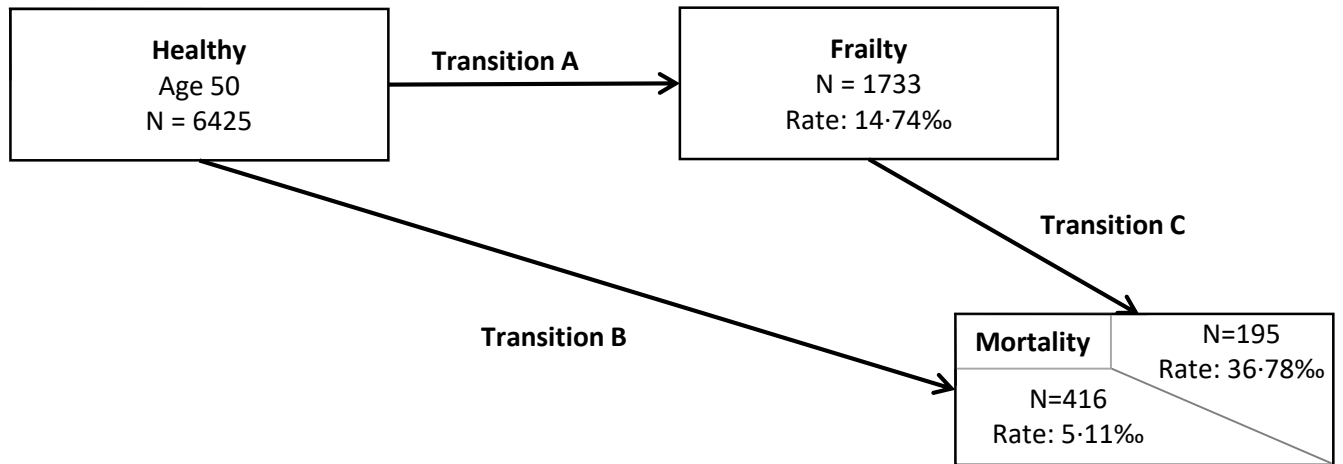 Healthy
Age 50
N = 6425
Transition A
Frailty
N = 1733
Rate: 14·74‰
Transition C
Transition B
Mortality
N=195
Rate: 36·78‰
N=416
Rate: 5·11‰